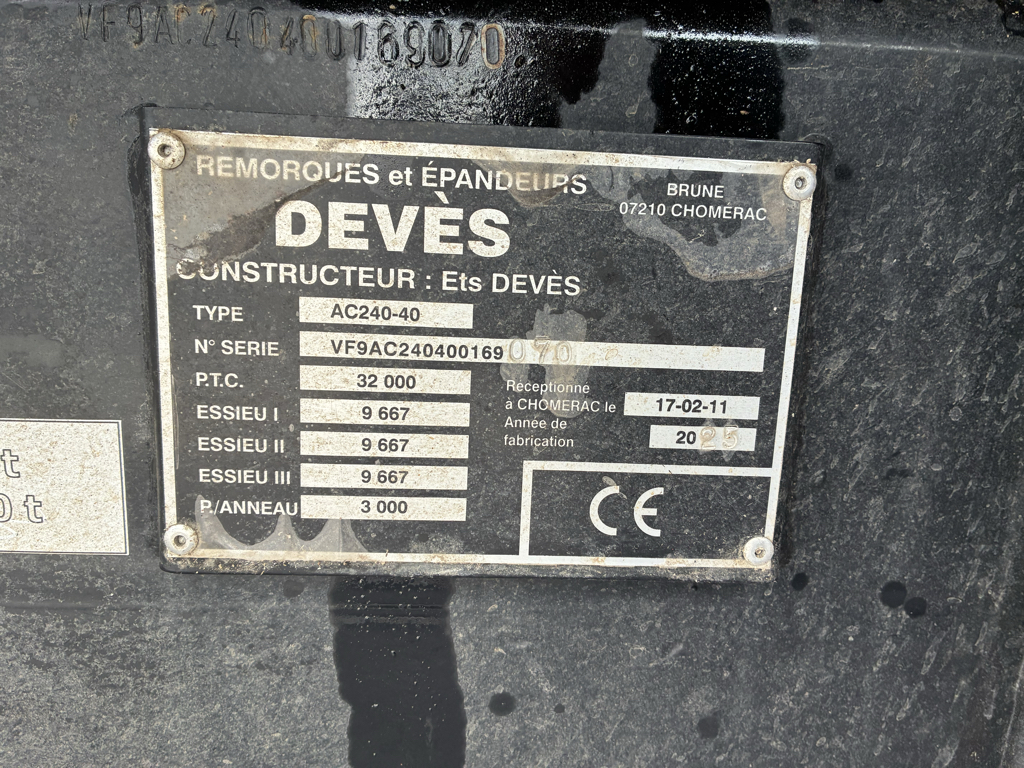 VF9AC240400169070.
REMORQUES et ÉPANDEURS
BRUNE
07210 CHOMÉRAC
DEVÈS
CONSTRUCTEUR : Ets DEVÈS
TYPE AC240-40
N° SERIE VF9AC240400169070
P.T.C. 32 000
ESSIEU I 9 667
ESSIEU II 9 667
ESSIEU III 9 667
P./ANNEAU 3 000
Réceptionné
à CHOMERAC le 17-02-11
Année de
fabrication 2025
CE
t
0 t